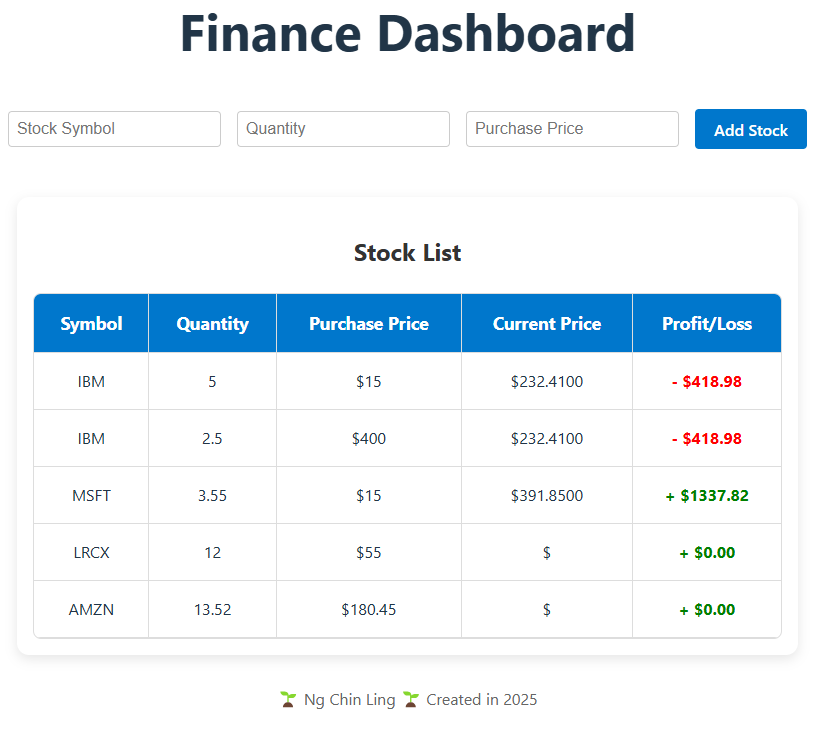 Finance Dashboard
Stock Symbol Quantity Purchase Price Add Stock
Stock List
Symbol Quantity Purchase Price Current Price Profit/Loss
IBM 5 $15 $232.4100 - $418.98
IBM 2.5 $400 $232.4100 - $418.98
MSFT 3.55 $15 $391.8500 + $1337.82
LRCX 12 $55 $ + $0.00
AMZN 13.52 $180.45 $ + $0.00
🌱 Ng Chin Ling 🌱 Created in 2025